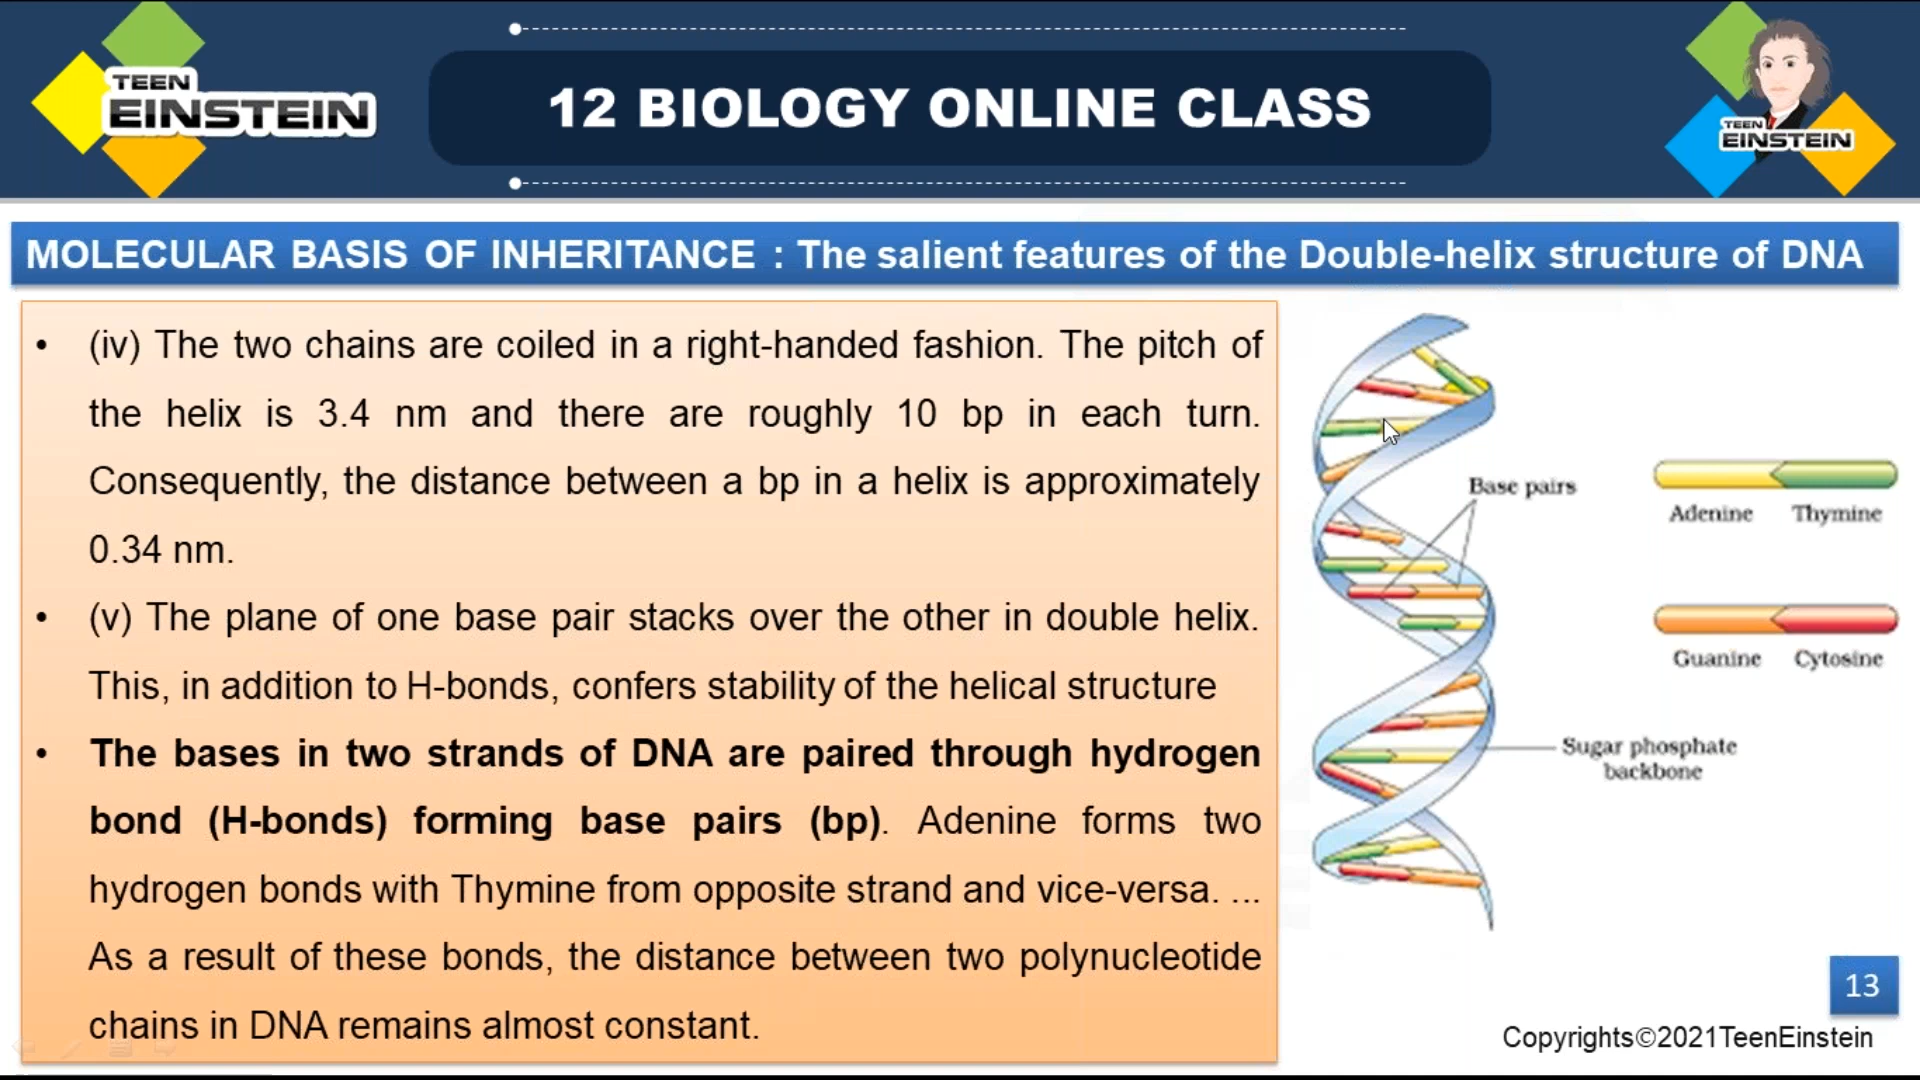 TEEN
EINSTEIN
12 BIOLOGY ONLINE CLASS
TEEN
EINSTEIN
MOLECULAR BASIS OF INHERITANCE : The salient features of the Double-helix structure of DNA
• (iv) The two chains are coiled in a right-handed fashion. The pitch of
the helix is 3.4 nm and there are roughly 10 bp in each turn.
Consequently, the distance between a bp in a helix is approximately
0.34 nm.
• (v) The plane of one base pair stacks over the other in double helix.
This, in addition to H-bonds, confers stability of the helical structure
• The bases in two strands of DNA are paired through hydrogen
bond (H-bonds) forming base pairs (bp). Adenine forms two
hydrogen bonds with Thymine from opposite strand and vice-versa. ...
As a result of these bonds, the distance between two polynucleotide
chains in DNA remains almost constant.
Base pairs
Adenine Thymine
Guanine Cytosine
Sugar phosphate
backbone
13
Copyrights©2021TeenEinstein